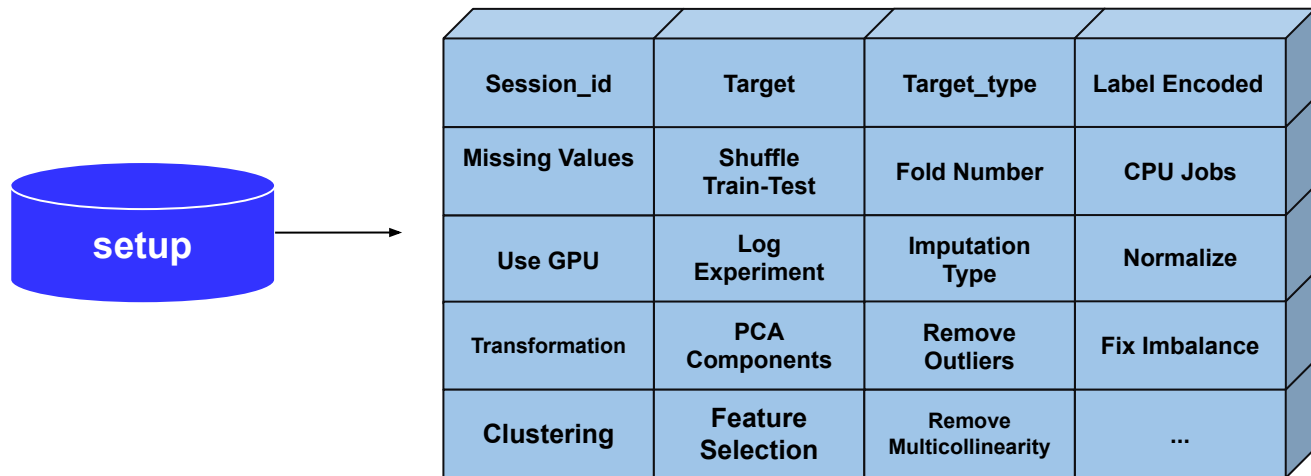 setup
Session_id
Target
Target_type
Label Encoded
Missing Values
Shuffle
Train-Test
Fold Number
CPU Jobs
Use GPU
Log
Experiment
Imputation
Type
Normalize
Transformation
PCA
Components
Remove
Outliers
Fix Imbalance
Clustering
Feature
Selection
Remove
Multicollinearity
...